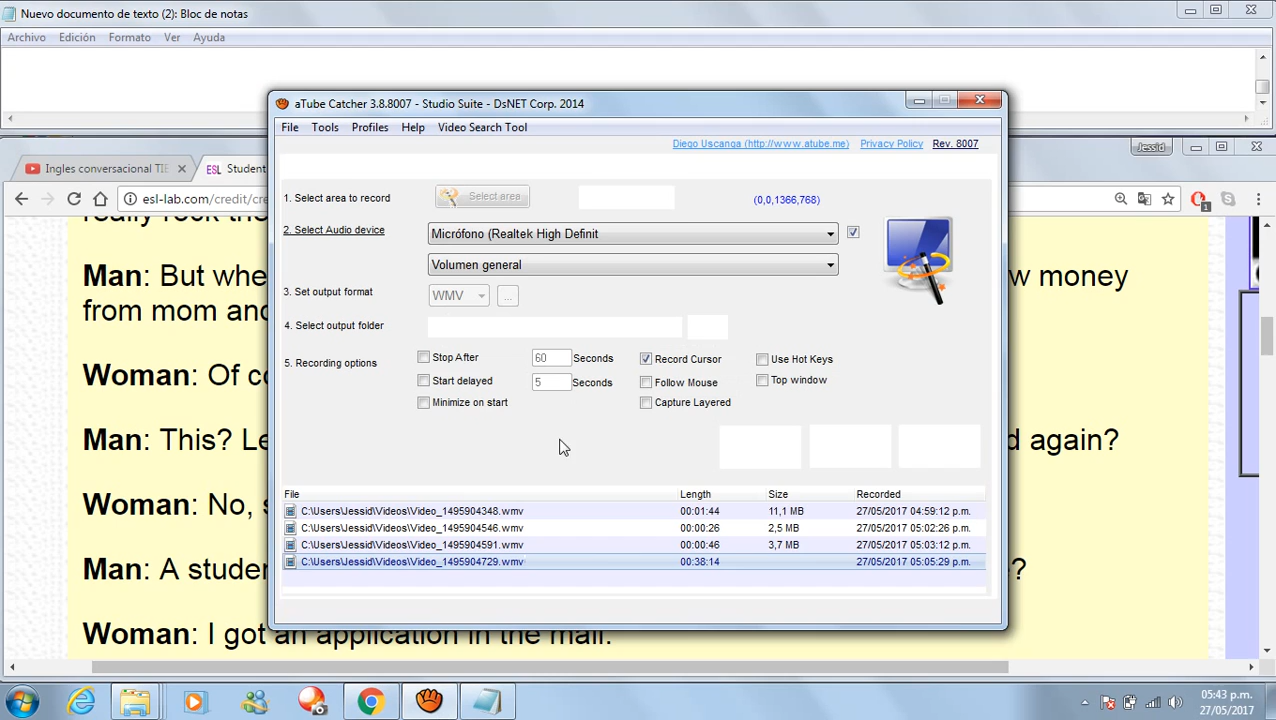 Nuevo documento de texto (2): Bloc de notas
Archivo Edición Formato Ver Ayuda
aTube Catcher 3.8.8007 - Studio Suite - DsNET Corp. 2014
File Tools Profiles Help Video Search Tool
Diego Uscanga (http://www.atube.me) Privacy Policy Rev. 8007
Ingles conversacional TIE
ESL Student
Jessid
esl-lab.com/credit/cre
1. Select area to record Select area (0,0,1366,768)
2. Select Audio device Micrófono (Realtek High Definit
Volumen general
3. Set output format WMV ...
4. Select output folder
5. Recording options
Stop After 60 Seconds Record Cursor Use Hot Keys
Start delayed 5 Seconds Follow Mouse Top window
Minimize on start Capture Layered
File Length Size Recorded
C:\Users\Jessid\Videos\Video_1495904348.wmv 00:01:44 11,1 MB 27/05/2017 04:59:12 p.m.
C:\Users\Jessid\Videos\Video_1495904546.wmv 00:00:26 2,5 MB 27/05/2017 05:02:26 p.m.
C:\Users\Jessid\Videos\Video_1495904591.wmv 00:00:46 3,7 MB 27/05/2017 05:03:12 p.m.
C:\Users\Jessid\Videos\Video_1495904729.wmv 00:38:14 27/05/2017 05:05:29 p.m.
really rock th
Man: But whe w money
from mom and
Woman: Of co
Man: This? Le d again?
Woman: No, s
Man: A studen ?
Woman: I got an application in the mail.
05:43 p.m.
27/05/2017